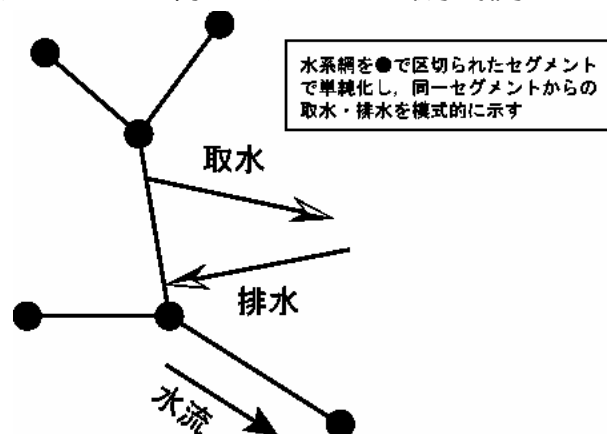 水系網を●で区切られたセグメント
で単純化し，同一セグメントからの
取水・排水を模式的に示す
取水
排水
水流